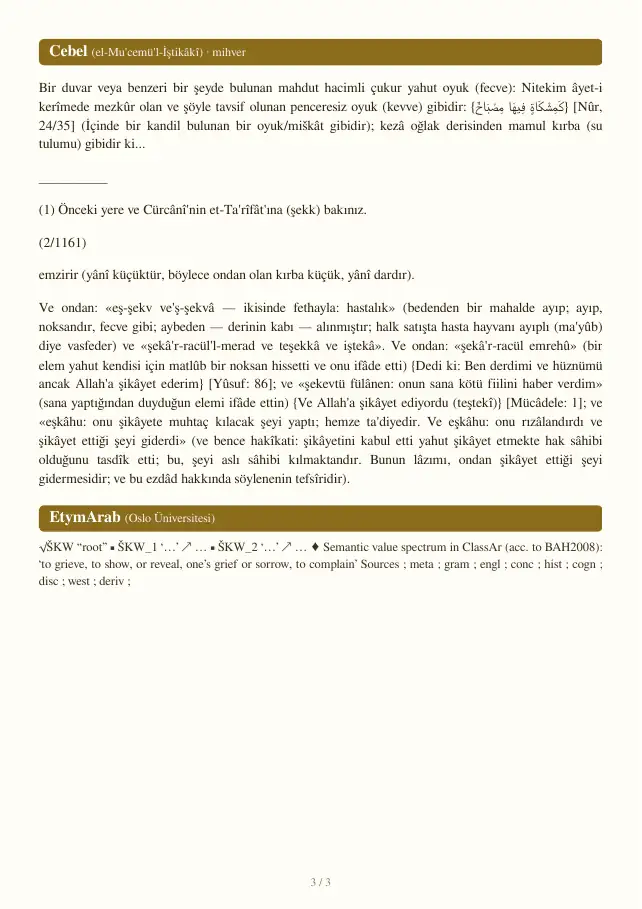 Cebel (el-Mu'cemü'l-İştikâkî) · mihver
Bir duvar veya benzeri bir şeyde bulunan mahdut hacimli çukur yahut oyuk (fecve): Nitekim âyet-i
kerîmede mezkûr olan ve şöyle tavsif olunan penceresiz oyuk (kevve) gibidir: {كَمِشْكَاةٍ فِيهَا مِصْبَاحٌ} [Nûr,
24/35] (İçinde bir kandil bulunan bir oyuk/mişkât gibidir); kezâ oğlak derisinden mamul kırba (su
tulumu) gibidir ki...
(1) Önceki yere ve Cürcânî'nin et-Ta'rîfât'ına (şekk) bakınız.
(2/1161)
emzirir (yânî küçüktür, böylece ondan olan kırba küçük, yânî dardır).
Ve ondan: «eş-şekv ve'ş-şekvâ — ikisinde fethayla: hastalık» (bedenden bir mahalde ayıp; ayıp,
noksandır, fecve gibi; aybeden — derinin kabı — alınmıştır; halk satışta hasta hayvanı ayıplı (ma'yûb)
diye vasfeder) ve «şekâ'r-racül'l-merad ve teşekkâ ve iştekâ». Ve ondan: «şekâ’r-racül emrehû» (bir
elem yahut kendisi için matlûb bir noksan hissetti ve onu ifâde etti) {Dedi ki: Ben derdimi ve hüznümü
ancak Allah'a şikâyet ederim} [Yûsuf: 86]; ve «şekevtü fülânen: onun sana kötü fiilini haber verdim»
(sana yaptığından duyduğun elemi ifâde ettin) {Ve Allah'a şikâyet ediyordu (teştekî)} [Mücâdele: 1]; ve
«eşkâhu: onu şikâyete muhtaç kılacak şeyi yaptı; hemze ta'diyedir. Ve eşkâhu: onu rızâlandırdı ve
şikâyet ettiği şeyi giderdi» (ve bence hakîkati: şikâyetini kabul etti yahut şikâyet etmekte hak sâhibi
olduğunu tasdîk etti; bu, şeyi aslı sâhibi kılmaktandır. Bunun lâzımı, ondan şikâyet ettiği şeyi
gidermesidir; ve bu ezdâd hakkında söylenenin tefsîridir).
EtymArab (Oslo Üniversitesi)
√ŠKW “root” ▪ ŠKW_1 ‘…’ ↗ … ▪ ŠKW_2 ‘…’ ↗ … ♦ Semantic value spectrum in ClassAr (acc. to BAH2008):
‘to grieve, to show, or reveal, one’s grief or sorrow, to complain’ Sources ; meta ; gram ; engl ; conc ; hist ; cogn ;
disc ; west ; deriv ;
3 / 3